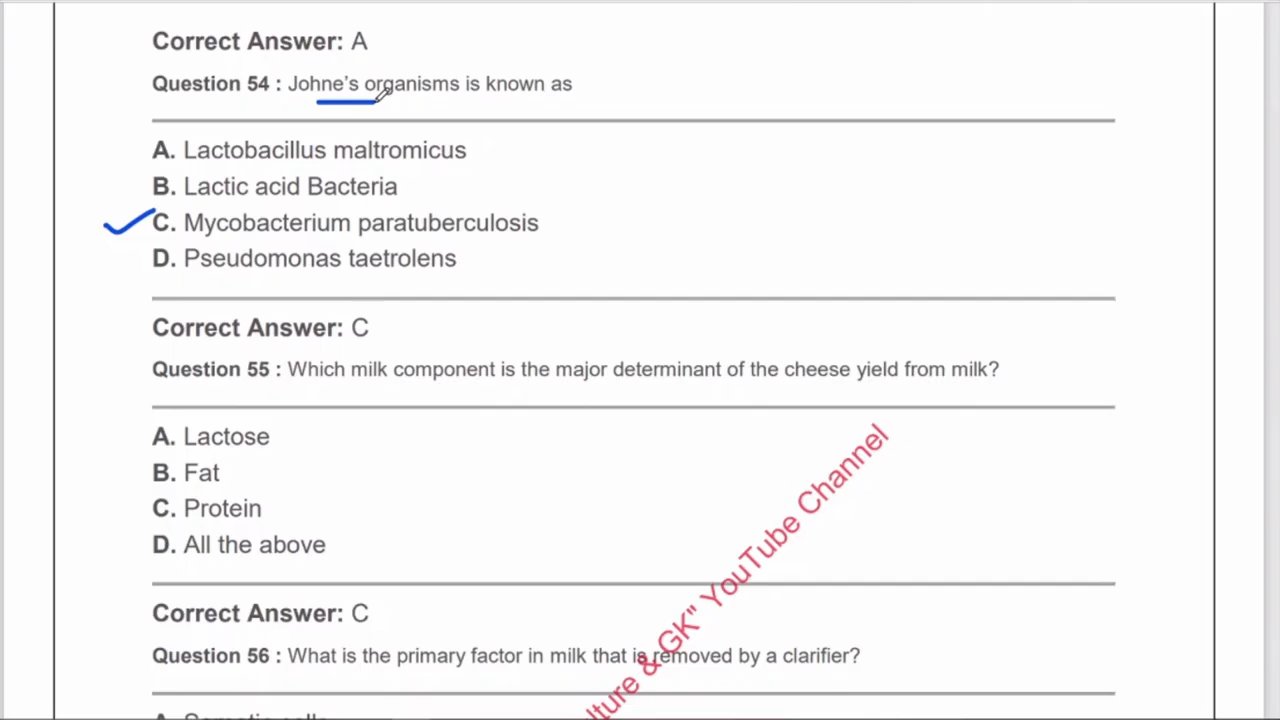 Correct Answer: A
Question 54 : Johne's organisms is known as
A. Lactobacillus maltromicus
B. Lactic acid Bacteria
C. Mycobacterium paratuberculosis
D. Pseudomonas taetrolens
Correct Answer: C
Question 55 : Which milk component is the major determinant of the cheese yield from milk?
A. Lactose
B. Fat
C. Protein
D. All the above
Correct Answer: C
Question 56 : What is the primary factor in milk that is removed by a clarifier?
& GK" YouTube Channel